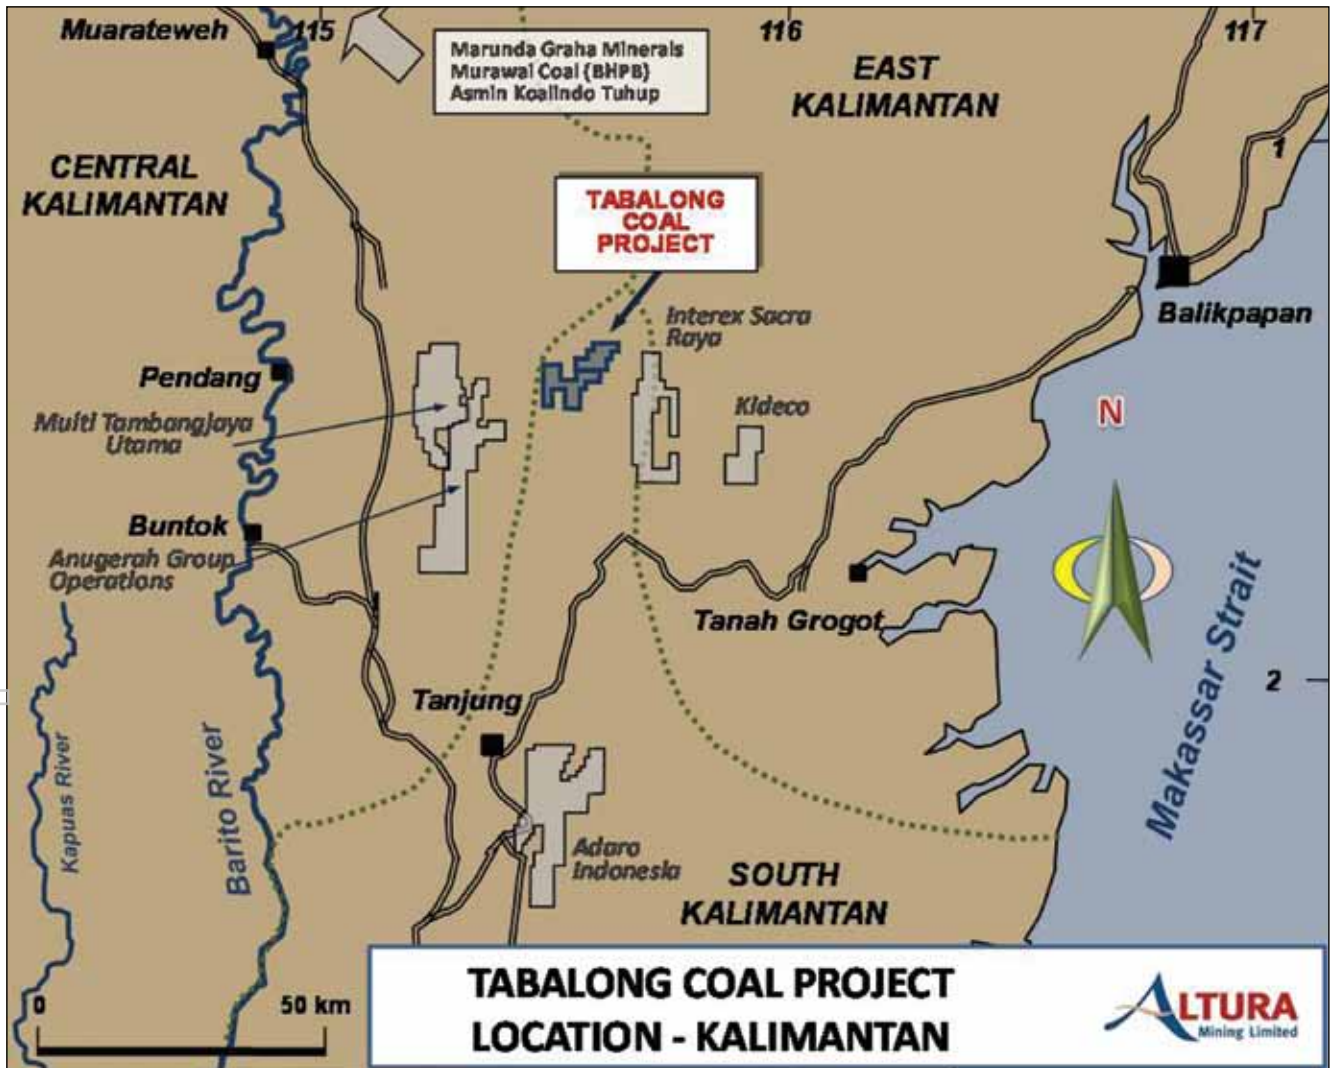 Muarateweh
115
116
117
Marunda Graha Minerals
Murawai Coal (BHPB)
Asmin Koalindo Tuhup
EAST
KALIMANTAN
CENTRAL
KALIMANTAN
1
TABALONG
COAL
PROJECT
Interex Sacra
Raya
Balikpapan
Pendang
Kideco
N
Muiti Tambangjaya
Utama
Buntok
Anugerah Group
Operations
Tanah Grogot
Makassar Strait
2
Tanjung
Kapuas River
Barito River
Adaro
Indonesia
SOUTH
KALIMANTAN
0
50 km
TABALONG COAL PROJECT
LOCATION - KALIMANTAN
ALTURA
Mining Limited